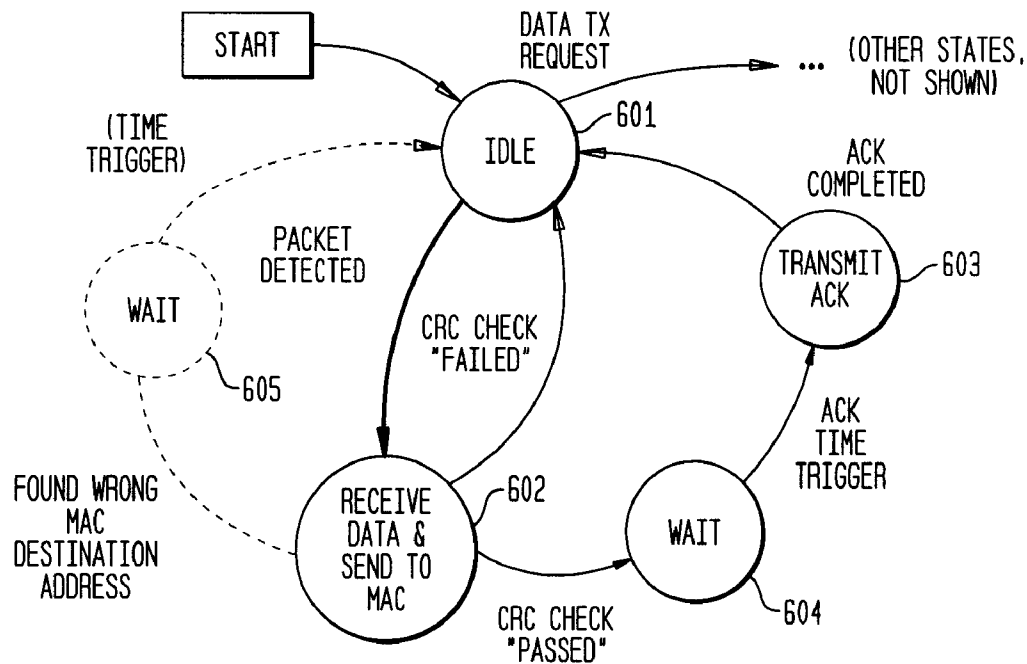 START
DATA TX
REQUEST
... (OTHER STATES,
NOT SHOWN)
601
IDLE
(TIME
TRIGGER)
ACK
COMPLETED
PACKET
DETECTED
TRANSMIT
ACK
603
WAIT
605
CRC CHECK
"FAILED"
ACK
TIME
TRIGGER
FOUND WRONG
MAC
DESTINATION
ADDRESS
RECEIVE
DATA &
SEND TO
MAC
602
WAIT
604
CRC CHECK
"PASSED"